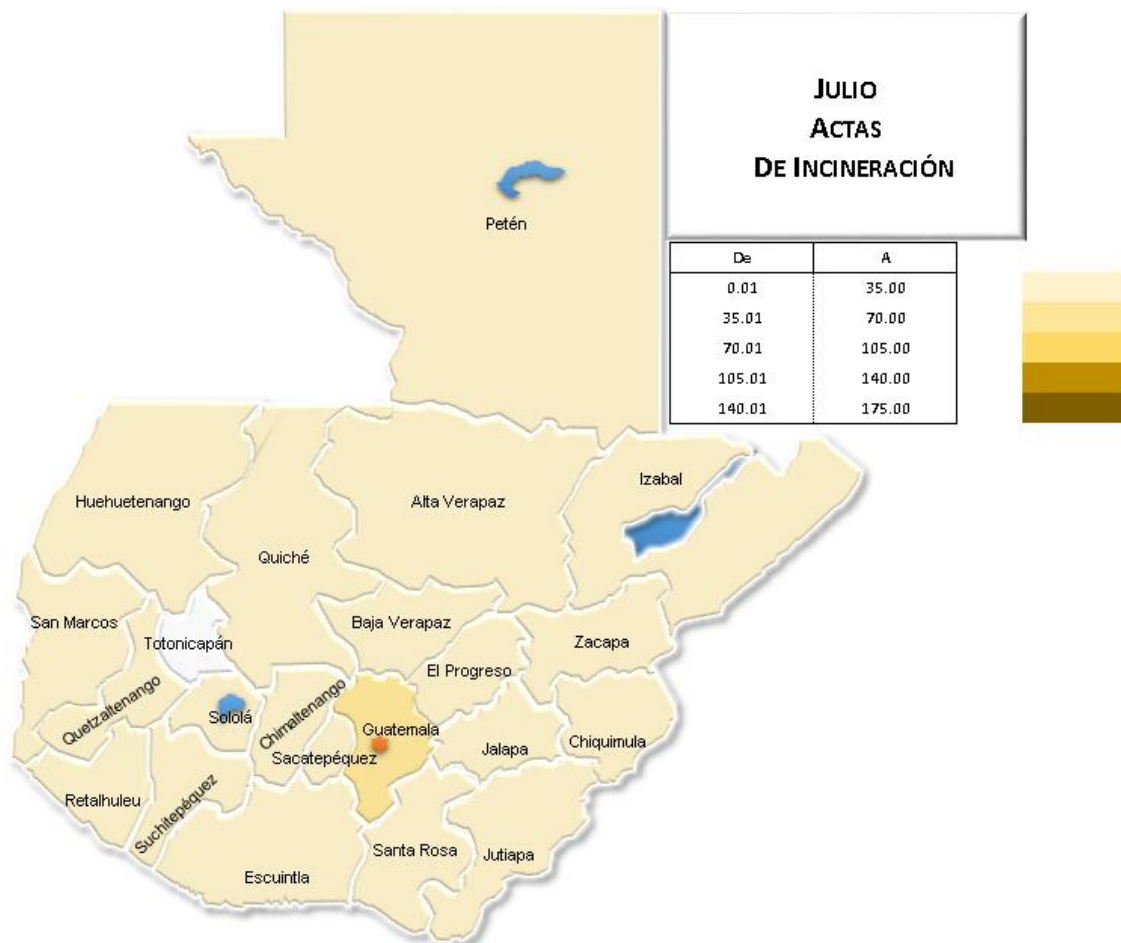 JULIO
ACTAS
DE INCINERACIÓN
De A
0.01 35.00
35.01 70.00
70.01 105.00
105.01 140.00
140.01 175.00
Petén
Izabal
Huehuetenango
Alta Verapaz
Quiché
San Marcos
Baja Verapaz
Totonicapán
Zacapa
El Progreso
Quetzaltenango
Sololá
Chimaltenango
Guatemala
Chiquimula
Jalapa
Sacatepéquez
Retalhuleu
Suchitepéquez
Santa Rosa
Jutiapa
Escuintla